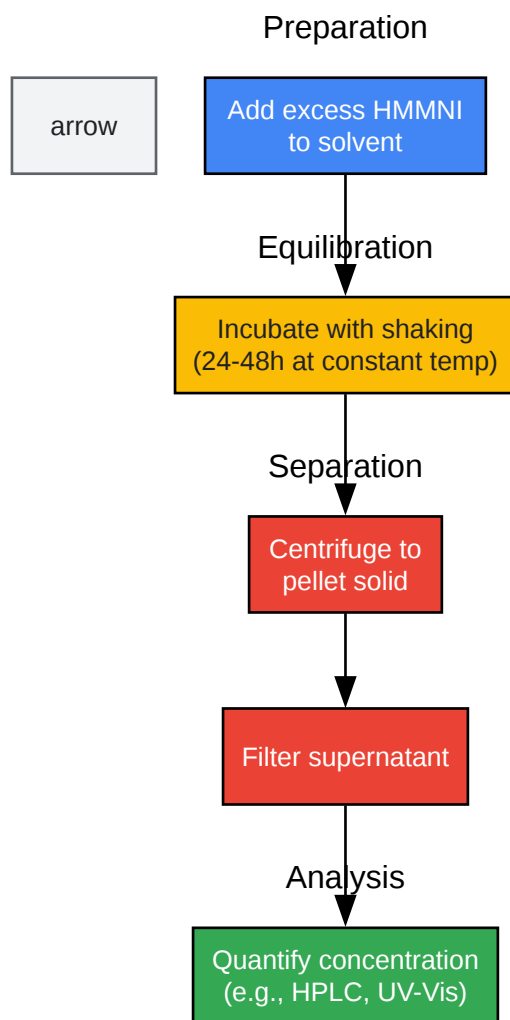 Preparation
arrow
Add excess HMMNI
to solvent
Equilibration
Incubate with shaking
(24-48h at constant temp)
Separation
Centrifuge to
pellet solid
Filter supernatant
Analysis
Quantify concentration
(e.g., HPLC, UV-Vis)